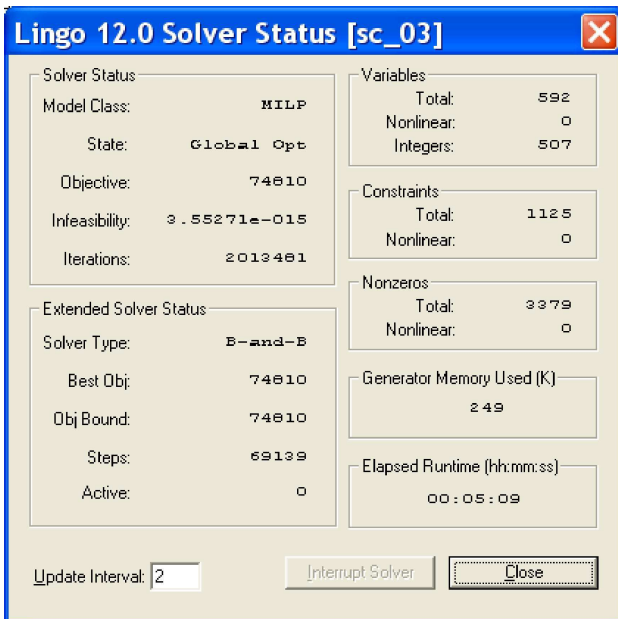 Lingo 12.0 Solver Status [sc_03]
Solver Status
Model Class: MILP
State: Global Opt
Objective: 74810
Infeasibility: 3.55271e-015
Iterations: 2013481
Extended Solver Status
Solver Type: B-and-B
Best Obj: 74810
Obj Bound: 74810
Steps: 69139
Active: 0
Variables
Total: 592
Nonlinear: 0
Integers: 507
Constraints
Total: 1125
Nonlinear: 0
Nonzeros
Total: 3379
Nonlinear: 0
Generator Memory Used (K)
249
Elapsed Runtime (hh:mm:ss)
00:05:09
Update Interval: 2
Interrupt Solver
Close